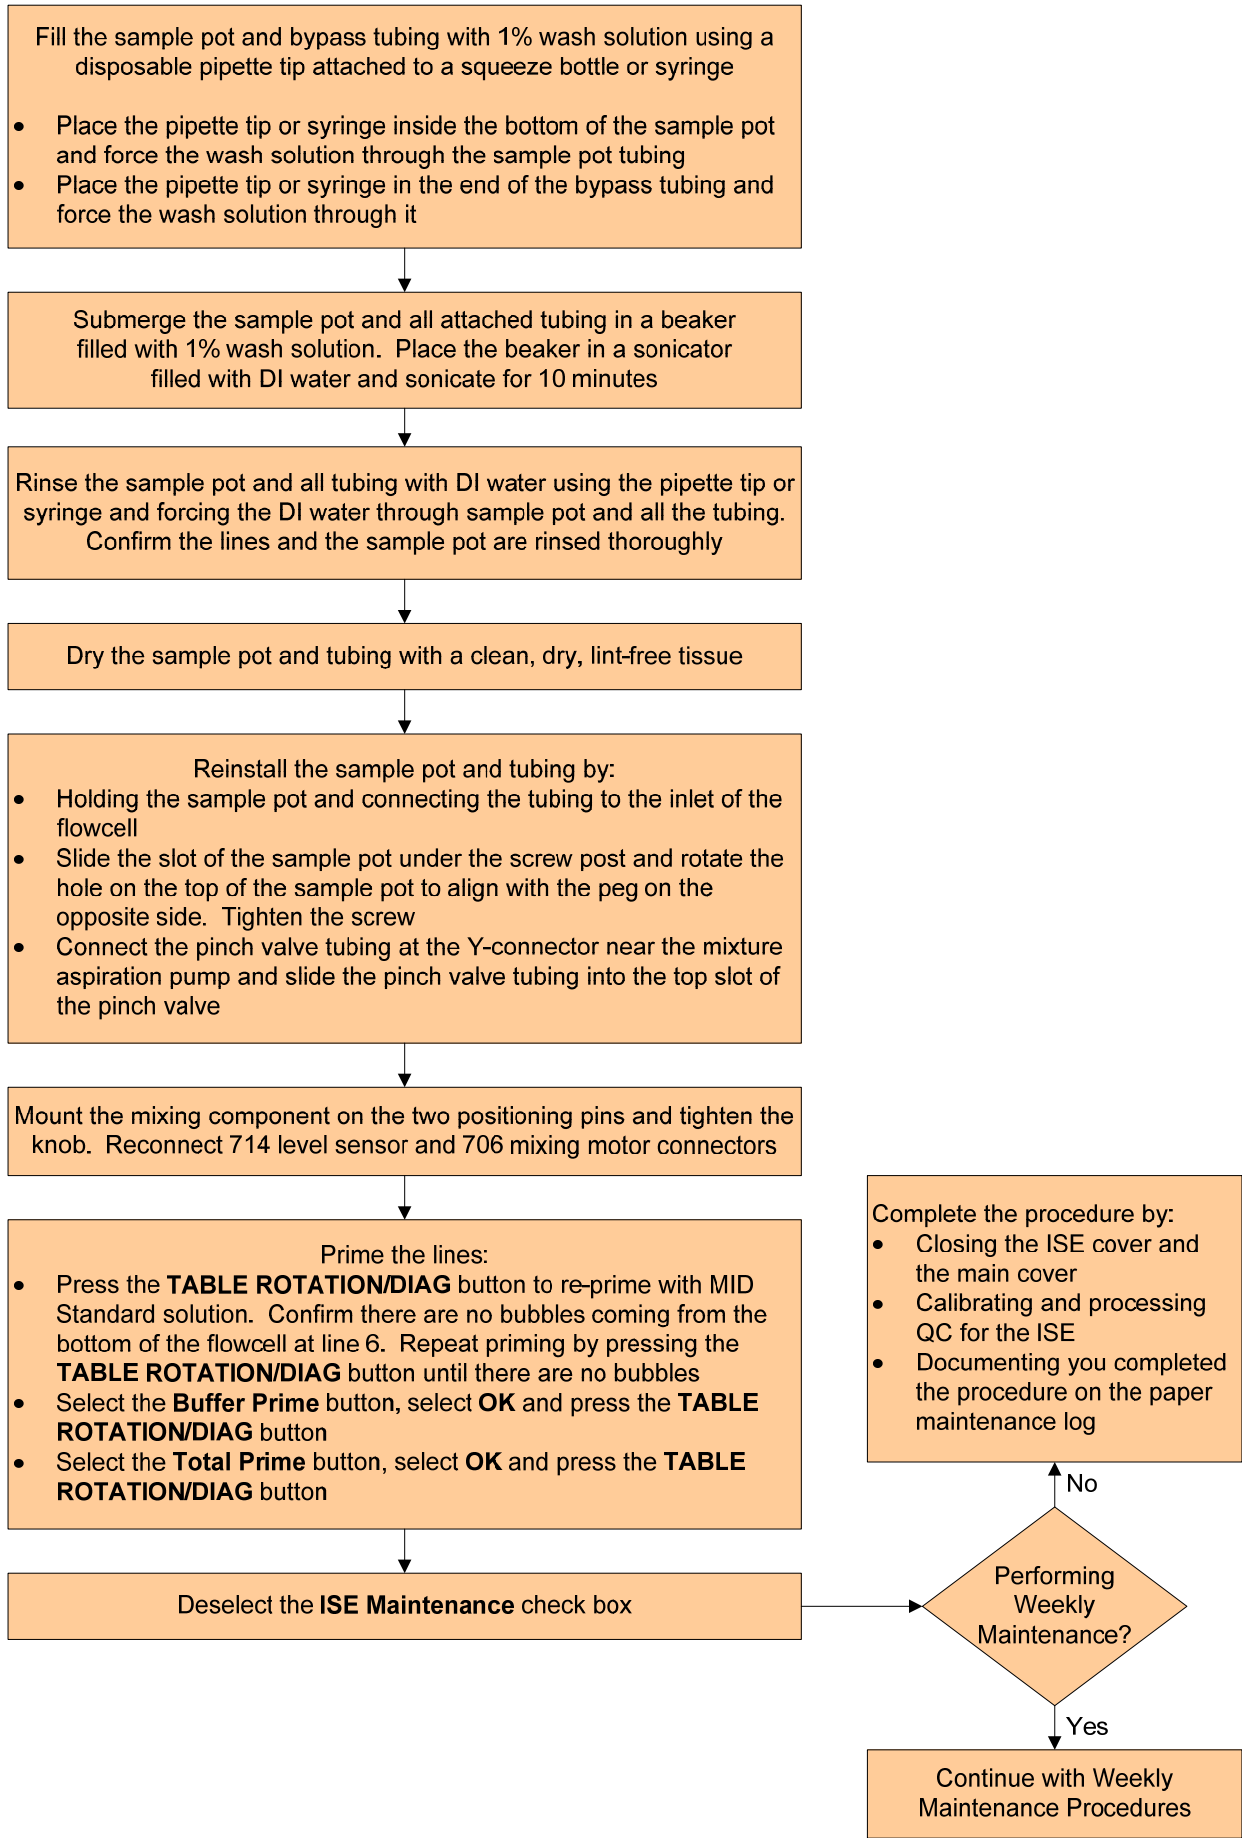 Fill the sample pot and bypass tubing with 1% wash solution using a
disposable pipette tip attached to a squeeze bottle or syringe
• Place the pipette tip or syringe inside the bottom of the sample pot
and force the wash solution through the sample pot tubing
• Place the pipette tip or syringe in the end of the bypass tubing and
force the wash solution through it
Submerge the sample pot and all attached tubing in a beaker
filled with 1% wash solution. Place the beaker in a sonicator
filled with DI water and sonicate for 10 minutes
Rinse the sample pot and all tubing with DI water using the pipette tip or
syringe and forcing the DI water through sample pot and all the tubing.
Confirm the lines and the sample pot are rinsed thoroughly
Dry the sample pot and tubing with a clean, dry, lint-free tissue
Reinstall the sample pot and tubing by:
• Holding the sample pot and connecting the tubing to the inlet of the
flowcell
• Slide the slot of the sample pot under the screw post and rotate the
hole on the top of the sample pot to align with the peg on the
opposite side. Tighten the screw
• Connect the pinch valve tubing at the Y-connector near the mixture
aspiration pump and slide the pinch valve tubing into the top slot of
the pinch valve
Mount the mixing component on the two positioning pins and tighten the
knob. Reconnect 714 level sensor and 706 mixing motor connectors
Prime the lines:
• Press the TABLE ROTATION/DIAG button to re-prime with MID
Standard solution. Confirm there are no bubbles coming from the
bottom of the flowcell at line 6. Repeat priming by pressing the
TABLE ROTATION/DIAG button until there are no bubbles
• Select the Buffer Prime button, select OK and press the TABLE
ROTATION/DIAG button
• Select the Total Prime button, select OK and press the TABLE
ROTATION/DIAG button
Deselect the ISE Maintenance check box
Performing
Weekly
Maintenance?
No
Complete the procedure by:
• Closing the ISE cover and
the main cover
• Calibrating and processing
QC for the ISE
• Documenting you completed
the procedure on the paper
maintenance log
Yes
Continue with Weekly
Maintenance Procedures